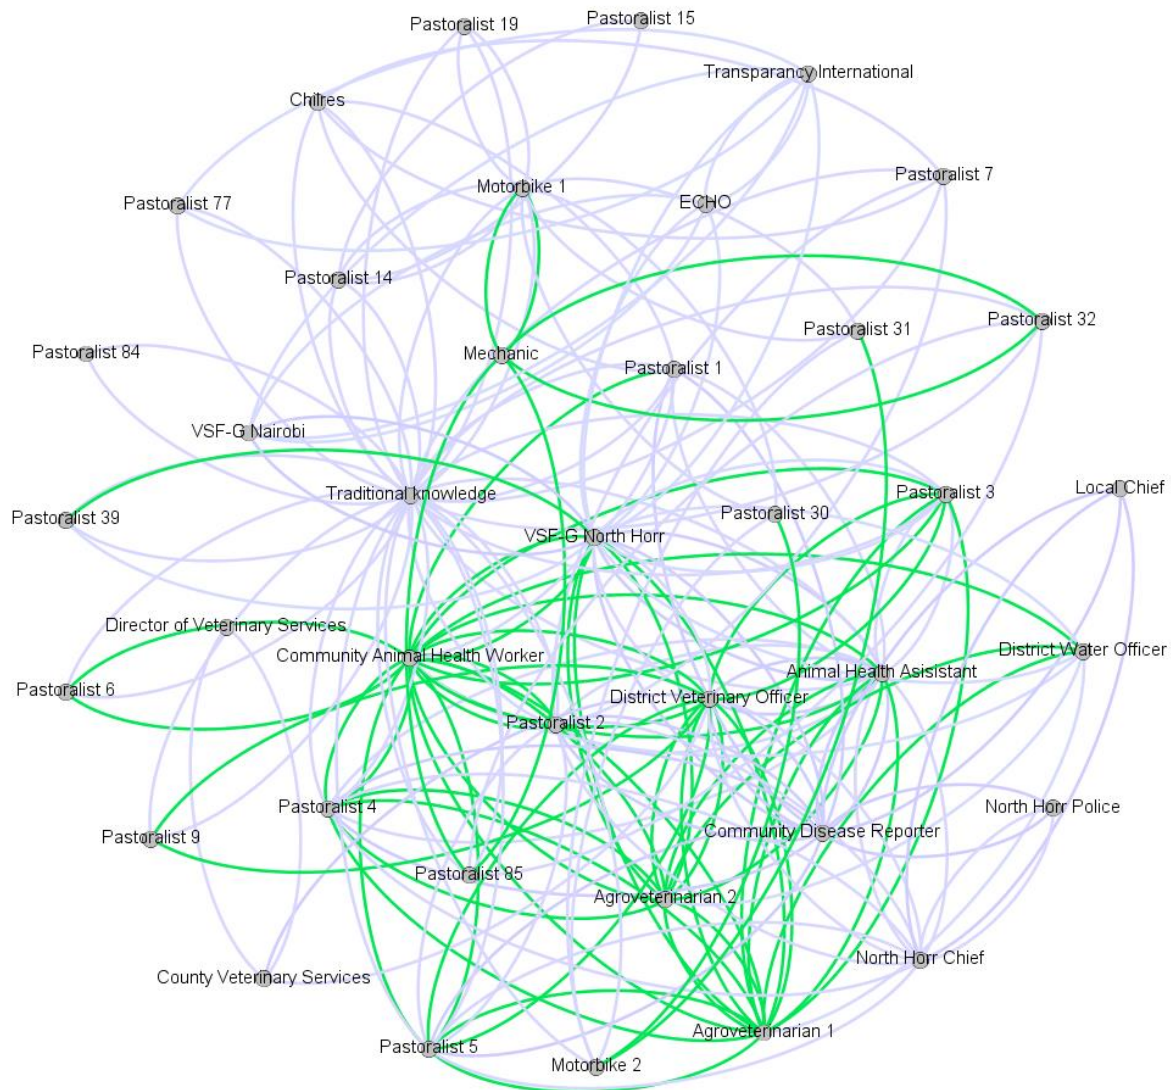 Pastoralist 19
Pastoralist 15
Transparancy International
Chilres
Pastoralist 7
Motorbike 1
ECHO
Pastoralist 77
Pastoralist 14
Pastoralist 31
Pastoralist 32
Pastoralist 84
Mechanic
Pastoralist 1
VSF-G Nairobi
Traditional knowledge
Pastoralist 3
Local Chief
Pastoralist 39
Pastoralist 30
VSF-G North Horr
Director of Veterinary Services
Community Animal Health Worker
District Water Officer
Animal Health Asisistant
Pastoralist 6
District Veterinary Officer
Pastoralist 2
Pastoralist 4
North Horr Police
Pastoralist 9
Community Disease Reporter
Pastoralist 85
Agroveterinarian 2
North Horr Chief
County Veterinary Services
Agroveterinarian 1
Pastoralist 5
Motorbike 2